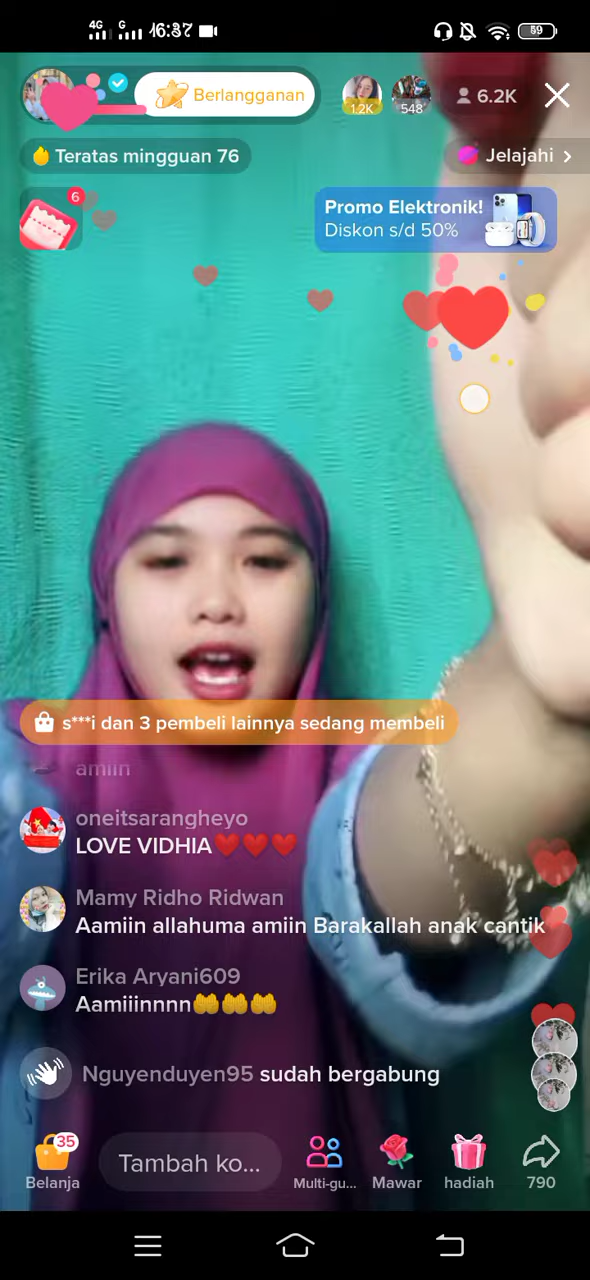 4G
G
16:37
59
Berlangganan
1.2K
548
6.2K
Teratas mingguan 76
Jelajahi
6
Promo Elektronik!
Diskon s/d 50%
s***i dan 3 pembeli lainnya sedang membeli
amiin
oneitsarangheyo
LOVE VIDHIA❤️❤️❤️
Mamy Ridho Ridwan
Aamiin allahuma amiin Barakallah anak cantik
Erika Aryani609
Aamiiinnnn🤲🤲🤲
Nguyenduyen95 sudah bergabung
35
Belanja
Tambah ko...
Multi-gu...
Mawar
hadiah
790